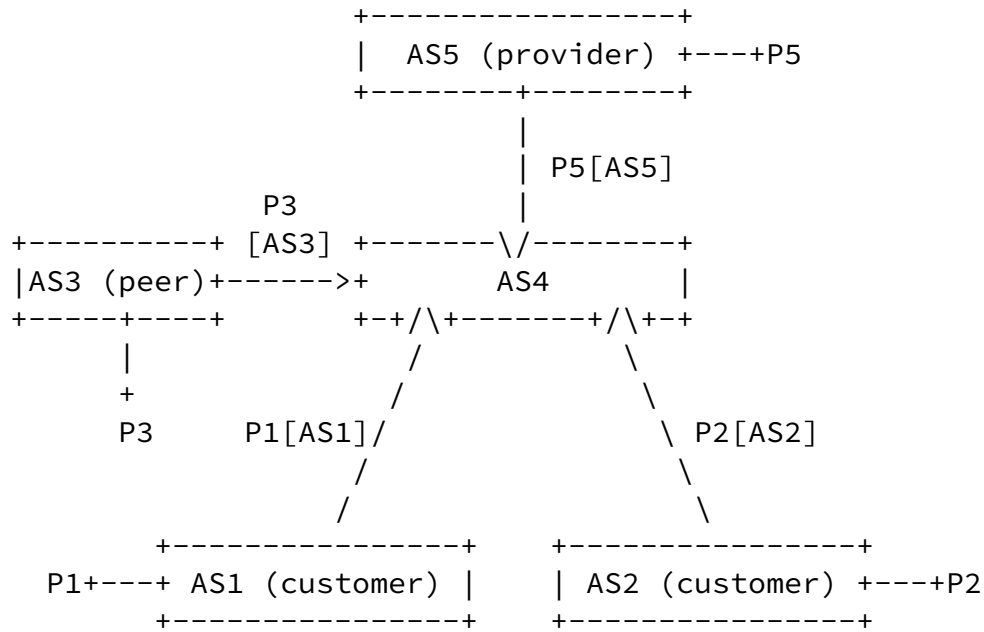 AS5 (provider) P5
P5[AS5]
P3
[AS3]
AS3 (peer) AS4
P3 P1[AS1] P2[AS2]
P1 AS1 (customer) AS2 (customer) P2